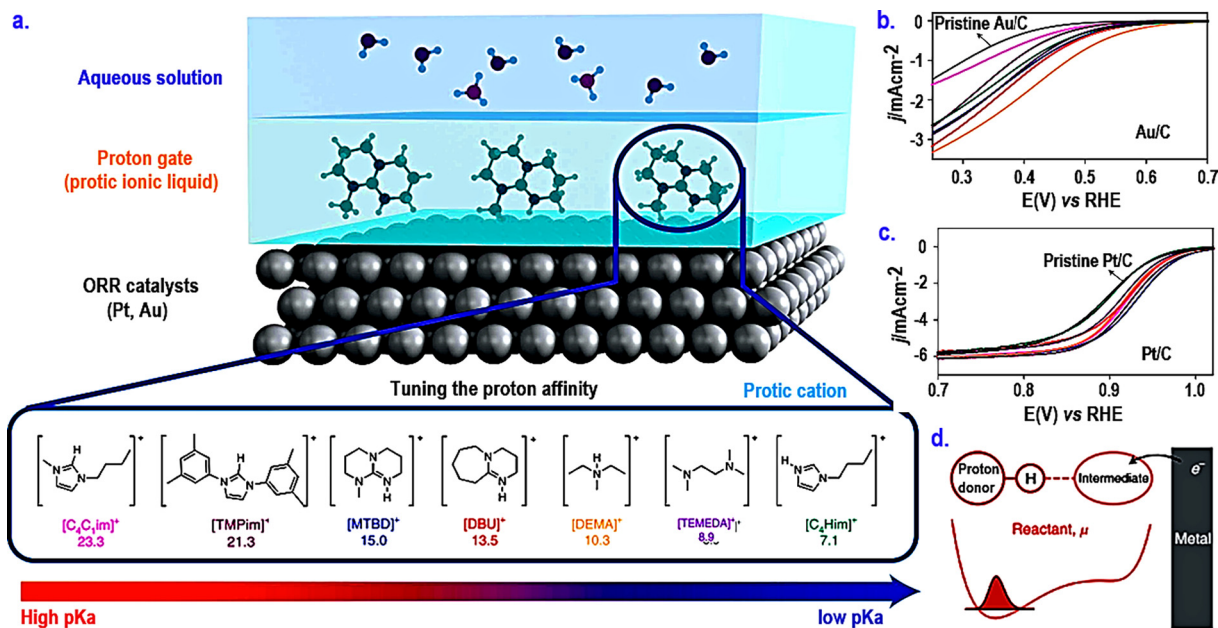 a.
Aqueous solution
Proton gate
(protic ionic liquid)
ORR catalysts
(Pt, Au)
Tuning the proton affinity
Protic cation
+
+
+
+
+
+
+
N
N
H
N
N
H
N
N
N
H
N
N
H
H
N
N
N
H
N
N
[C₄C₁im]⁺
23.3
[TMPim]⁺
21.3
[MTBD]⁺
15.0
[DBU]⁺
13.5
[DEMA]⁺
10.3
[TEMEDA]⁺
8.9
[C₄Him]⁺
7.1
High pKa
low pKa
b.
Pristine Au/C
0
-1
-2
-3
j/mAcm-2
Au/C
0.3
0.4
0.5
0.6
0.7
E(V) vs RHE
c.
Pristine Pt/C
0
-2
-4
-6
j/mAcm-2
Pt/C
0.7
0.8
0.9
1.0
E(V) vs RHE
d.
Proton
donor
H
Intermediate
e⁻
Reactant, μ
Metal